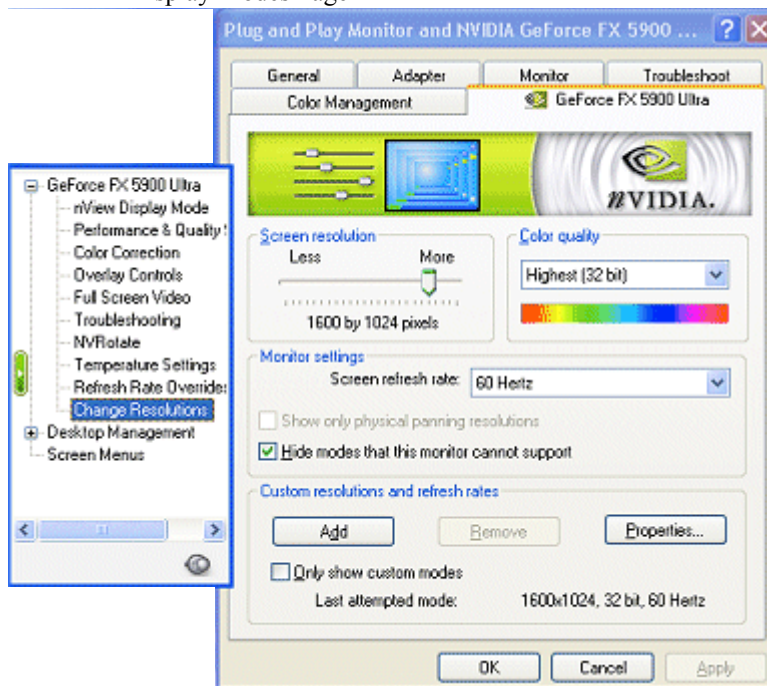 Plug and Play Monitor and NVIDIA GeForce FX 5900 ...
General Adapter Monitor Troubleshoot
Color Management GeForce FX 5900 Ultra
nVIDIA.
GeForce FX 5900 Ultra
nView Display Mode
Performance & Quality
Color Correction
Overlay Controls
Full Screen Video
Troubleshooting
NVRotate
Temperature Settings
Refresh Rate Override
Change Resolutions
Desktop Management
Screen Menus
Screen resolution
Less More
1600 by 1024 pixels
Color quality
Highest (32 bit)
Monitor settings
Screen refresh rate: 60 Hertz
Show only physical panning resolutions
Hide modes that this monitor cannot support
Custom resolutions and refresh rates
Add Remove Properties...
Only show custom modes
Last attempted mode: 1600x1024, 32 bit, 60 Hertz
OK Cancel Apply